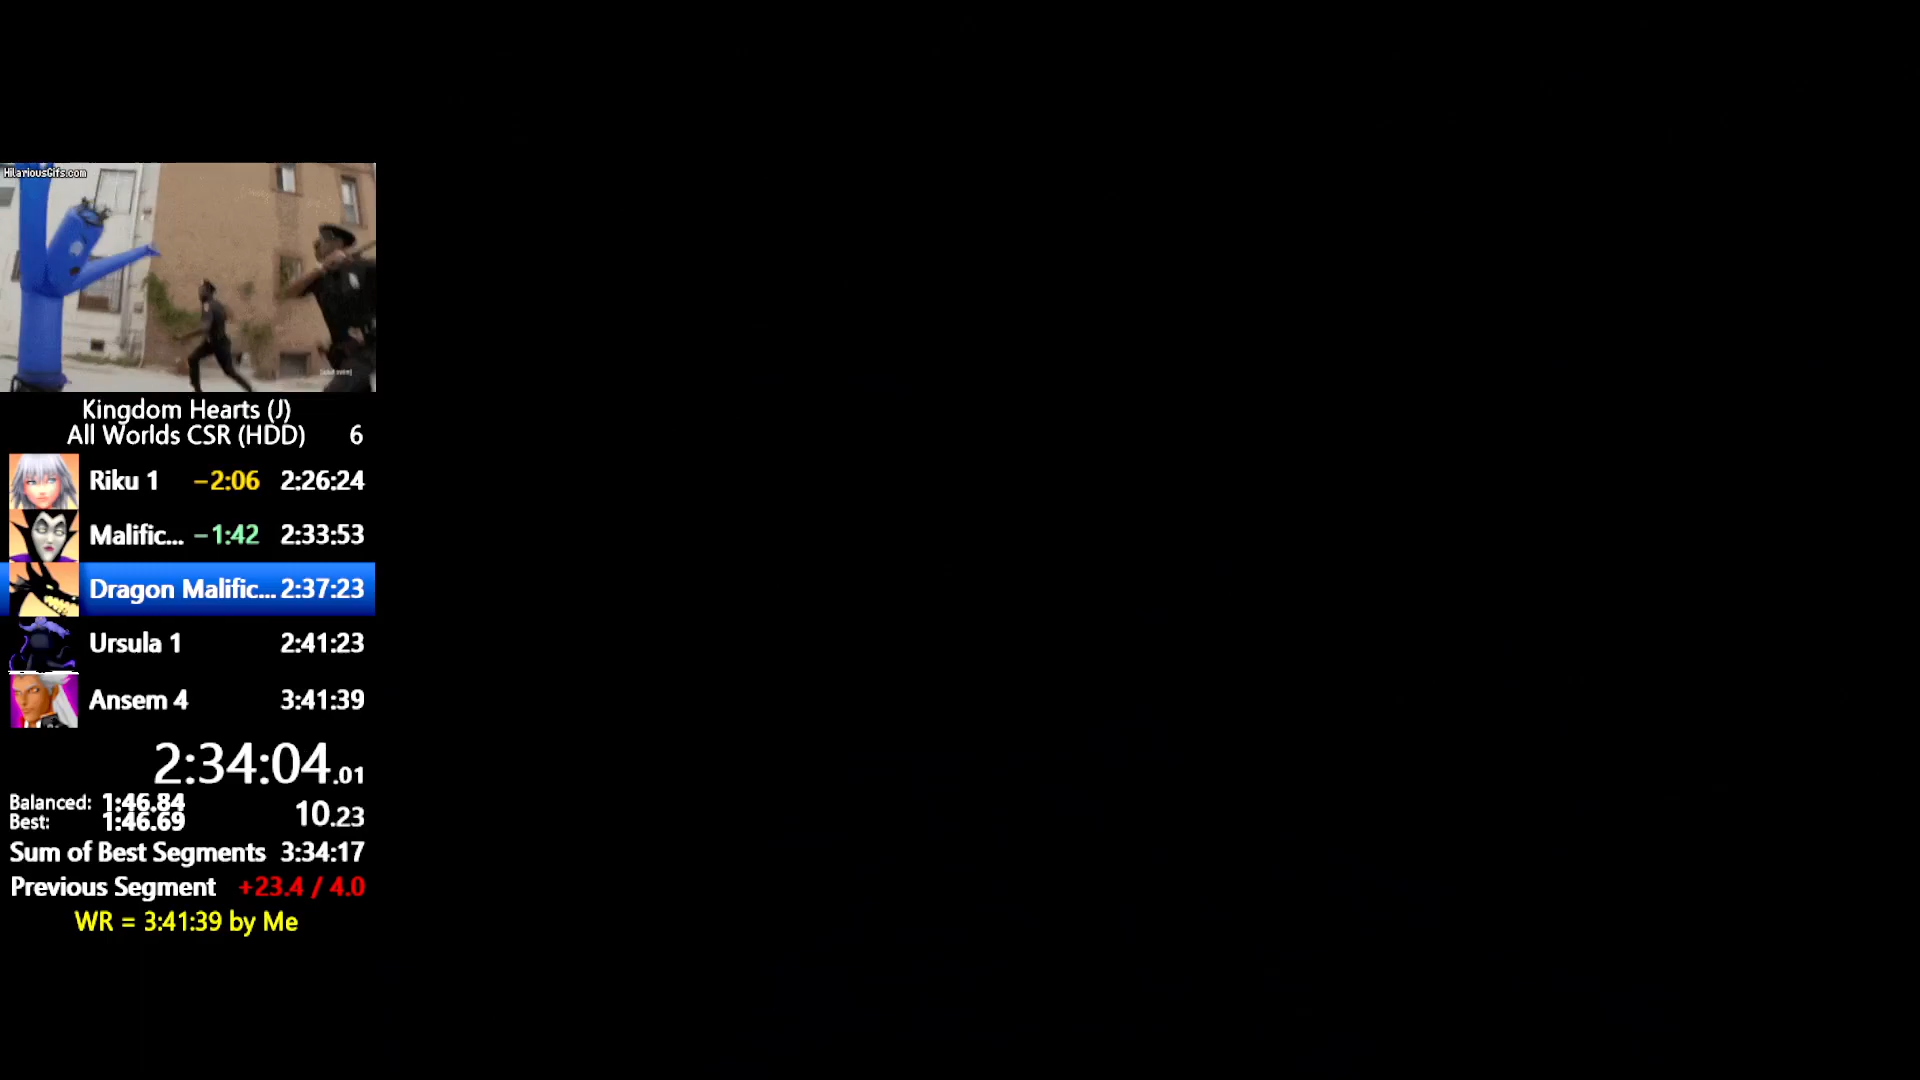 HilariousGifs.com
[adult swim]
Kingdom Hearts (J)
All Worlds CSR (HDD) 6
Riku 1 −2:06 2:26:24
Malific... −1:42 2:33:53
Dragon Malific... 2:37:23
Ursula 1 2:41:23
Ansem 4 3:41:39
2:34:04.01
Balanced: 1:46.84 10.23
Best: 1:46.69
Sum of Best Segments 3:34:17
Previous Segment +23.4 / 4.0
WR = 3:41:39 by Me